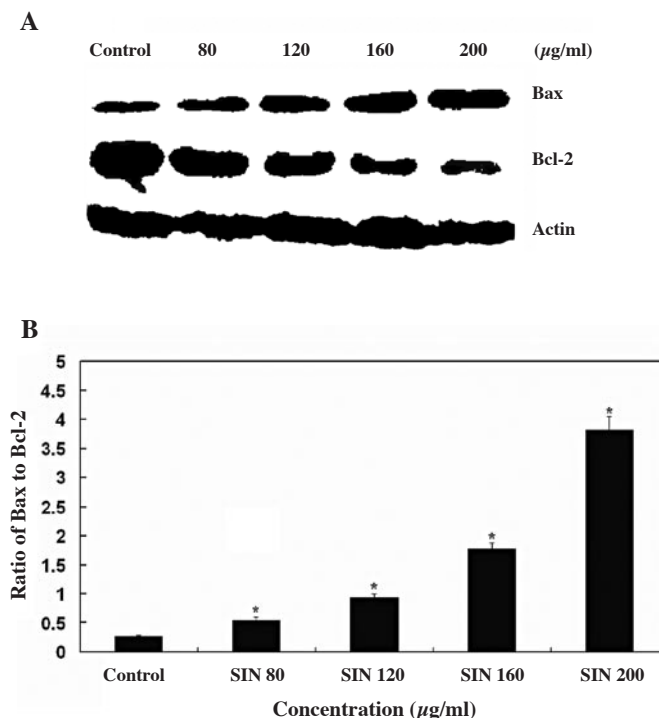 A
Control 80 120 160 200 (µg/ml)
Bax
Bcl-2
Actin
B
Ratio of Bax to Bcl-2
5
4.5
4
3.5
3
2.5
2
1.5
1
0.5
0
*
*
*
*
Control SIN 80 SIN 120 SIN 160 SIN 200
Concentration (µg/ml)